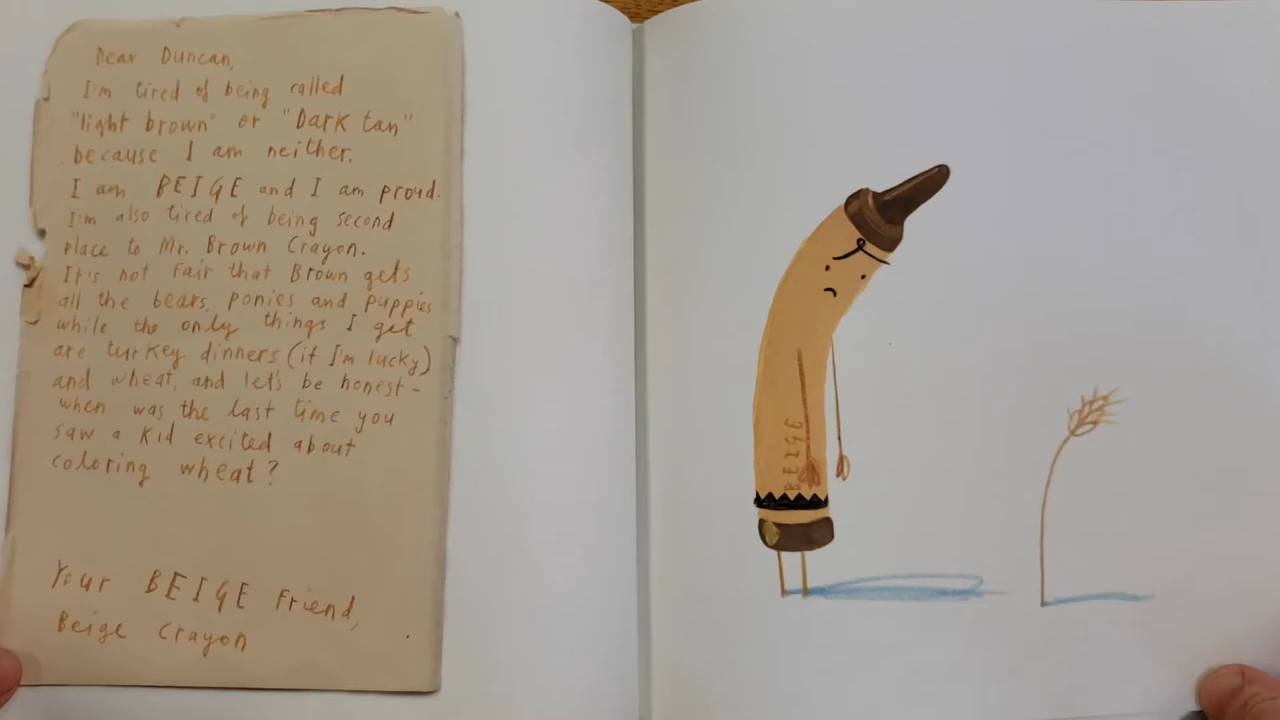 Dear Duncan,
I'm tired of being called
"light brown" or "Dark tan"
because I am neither.
I am BEIGE and I am proud.
I'm also tired of being second
place to Mr. Brown Crayon.
It's not fair that Brown gets
all the bears, ponies and puppies
while the only things I get
are turkey dinners (if I'm lucky)
and wheat, and let's be honest-
when was the last time you
saw a kid excited about
coloring wheat?
Your BEIGE friend,
Beige Crayon
BEIGE